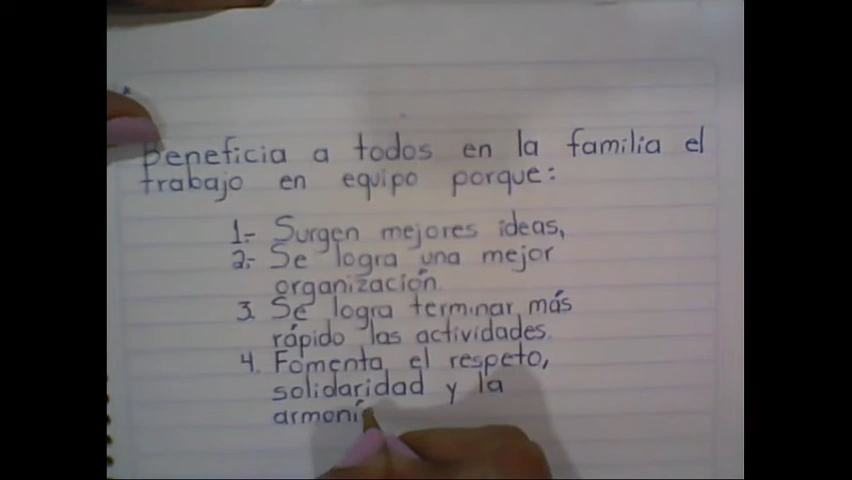 Beneficia a todos en la familia el
trabajo en equipo porque:
1.- Surgen mejores ideas,
2.- Se logra una mejor
organización.
3. Se logra terminar más
rápido las actividades.
4. Fomenta el respeto,
solidaridad y la
armoní